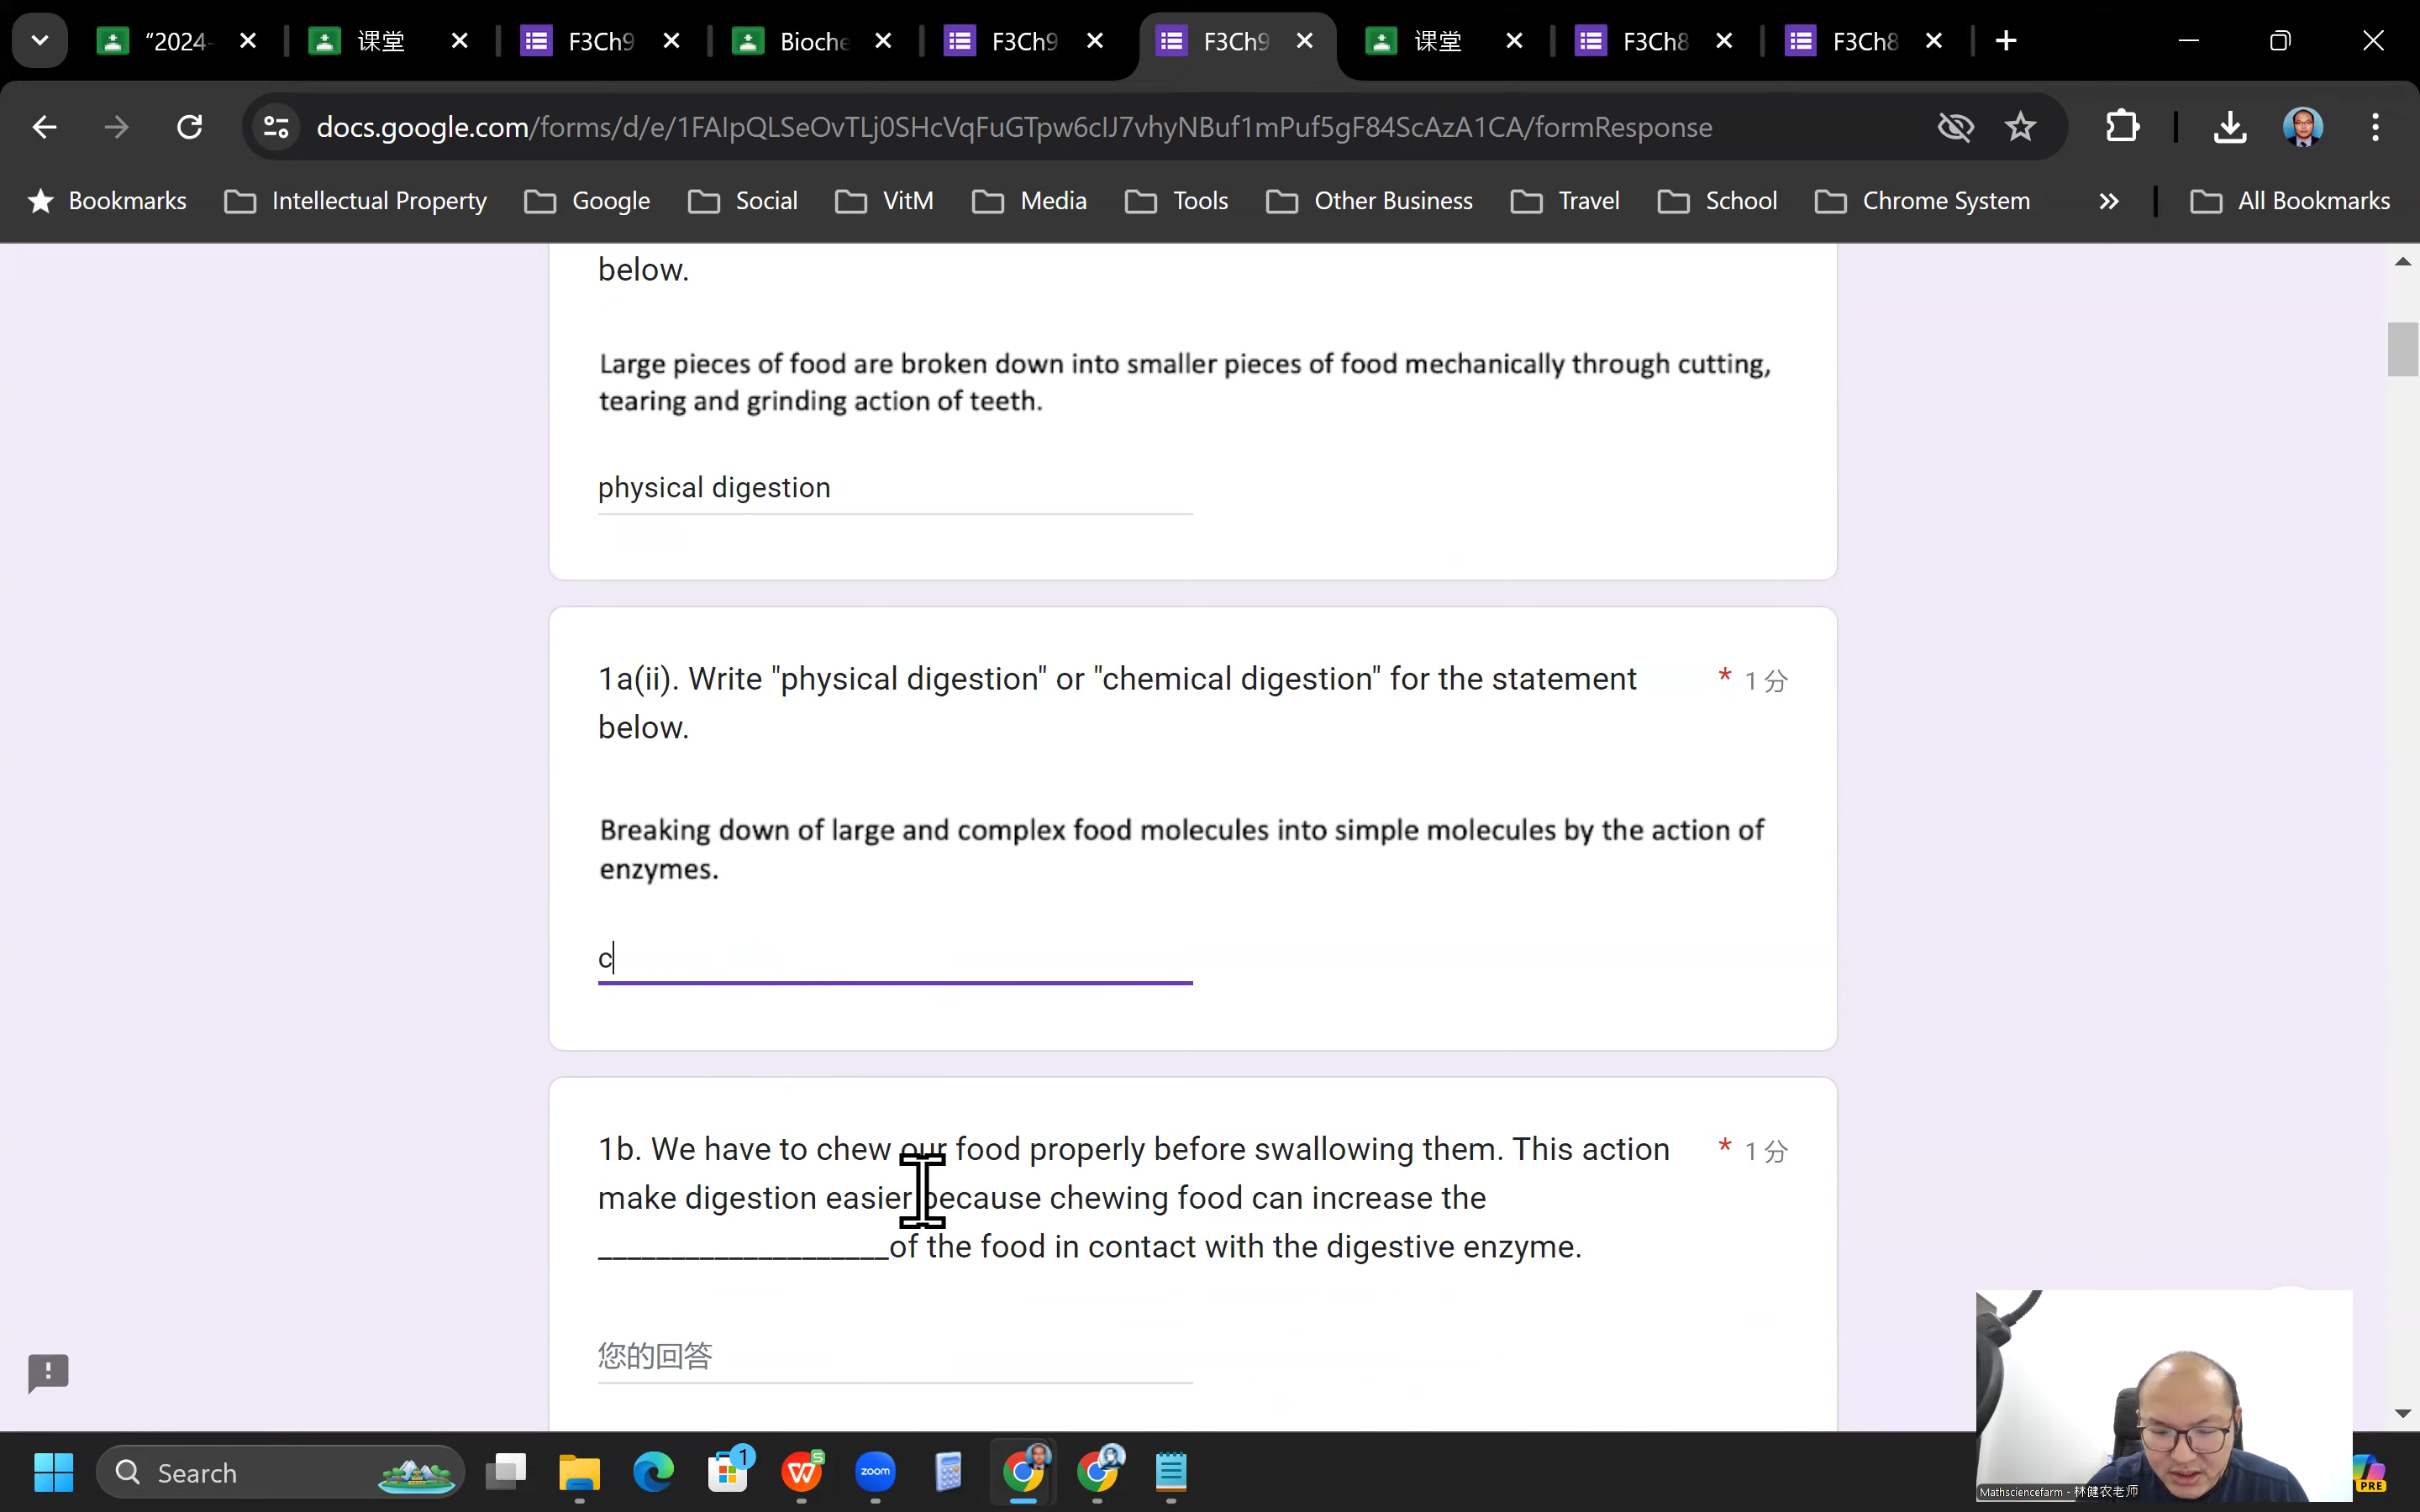 “2024-
课堂
F3Ch9
Bioche
F3Ch9
F3Ch9
课堂
F3Ch8
F3Ch8
docs.google.com/forms/d/e/1FAIpQLSeOvTLj0SHcVqFuGTpw6cIJ7vhyNBuf1mPuf5gF84ScAzA1CA/formResponse
Bookmarks
Intellectual Property
Google
Social
VitM
Media
Tools
Other Business
Travel
School
Chrome System
All Bookmarks
below.
Large pieces of food are broken down into smaller pieces of food mechanically through cutting,
tearing and grinding action of teeth.
physical digestion
1a(ii). Write "physical digestion" or "chemical digestion" for the statement
below.
* 1 分
Breaking down of large and complex food molecules into simple molecules by the action of
enzymes.
c
1b. We have to chew our food properly before swallowing them. This action
make digestion easier because chewing food can increase the
____________________of the food in contact with the digestive enzyme.
* 1 分
您的回答
Mathsciencefarm - 林健农老师
Search
1
S
zoom
PRE